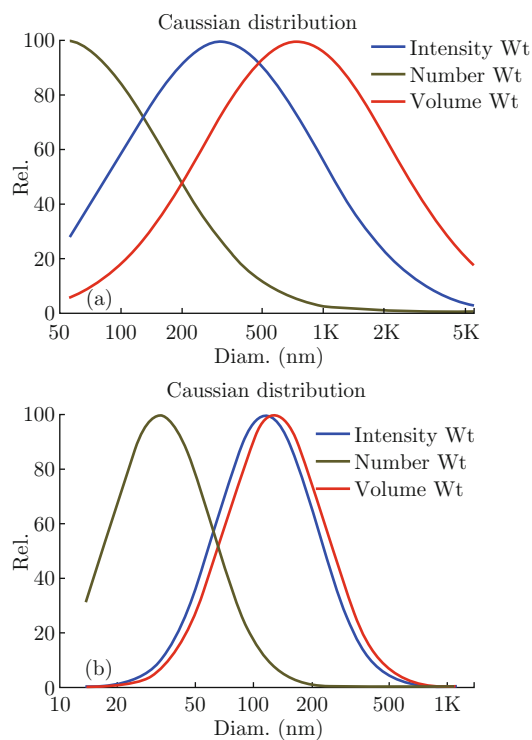 Caussian distribution
100
80
60
40
20
0
Rel.
Intensity Wt
Number Wt
Volume Wt
(a)
50 100 200 500 1K 2K 5K
Diam. (nm)
Caussian distribution
100
80
60
40
20
0
Rel.
Intensity Wt
Number Wt
Volume Wt
(b)
10 20 50 100 200 500 1K
Diam. (nm)